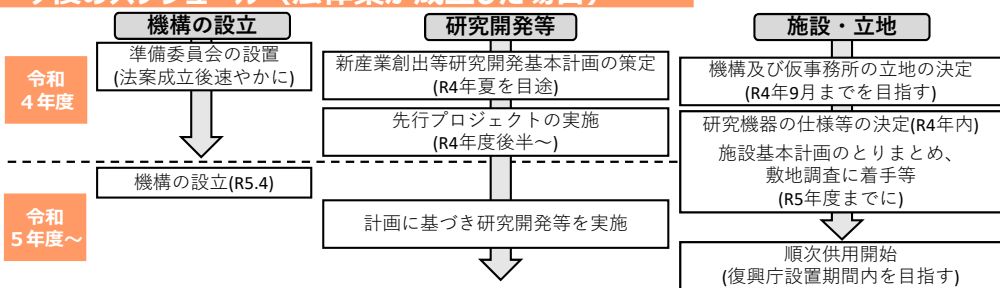 機構の設立
準備委員会の設置
(法案成立後速やかに)
機構の設立(R5.4)
研究開発等
新産業創出等研究開発基本計画の策定
(R4年夏を目途)
先行プロジェクトの実施
(R4年度後半～)
計画に基づき研究開発等を実施
施設・立地
機構及び仮事務所の立地の決定
(R4年9月までを目指す)
研究機器の仕様等の決定(R4年内)
施設基本計画のとりまとめ、
敷地調査に着手等
(R5年度までに)
順次供用開始
(復興庁設置期間内を目指す)
令和
４年度
令和
５年度～